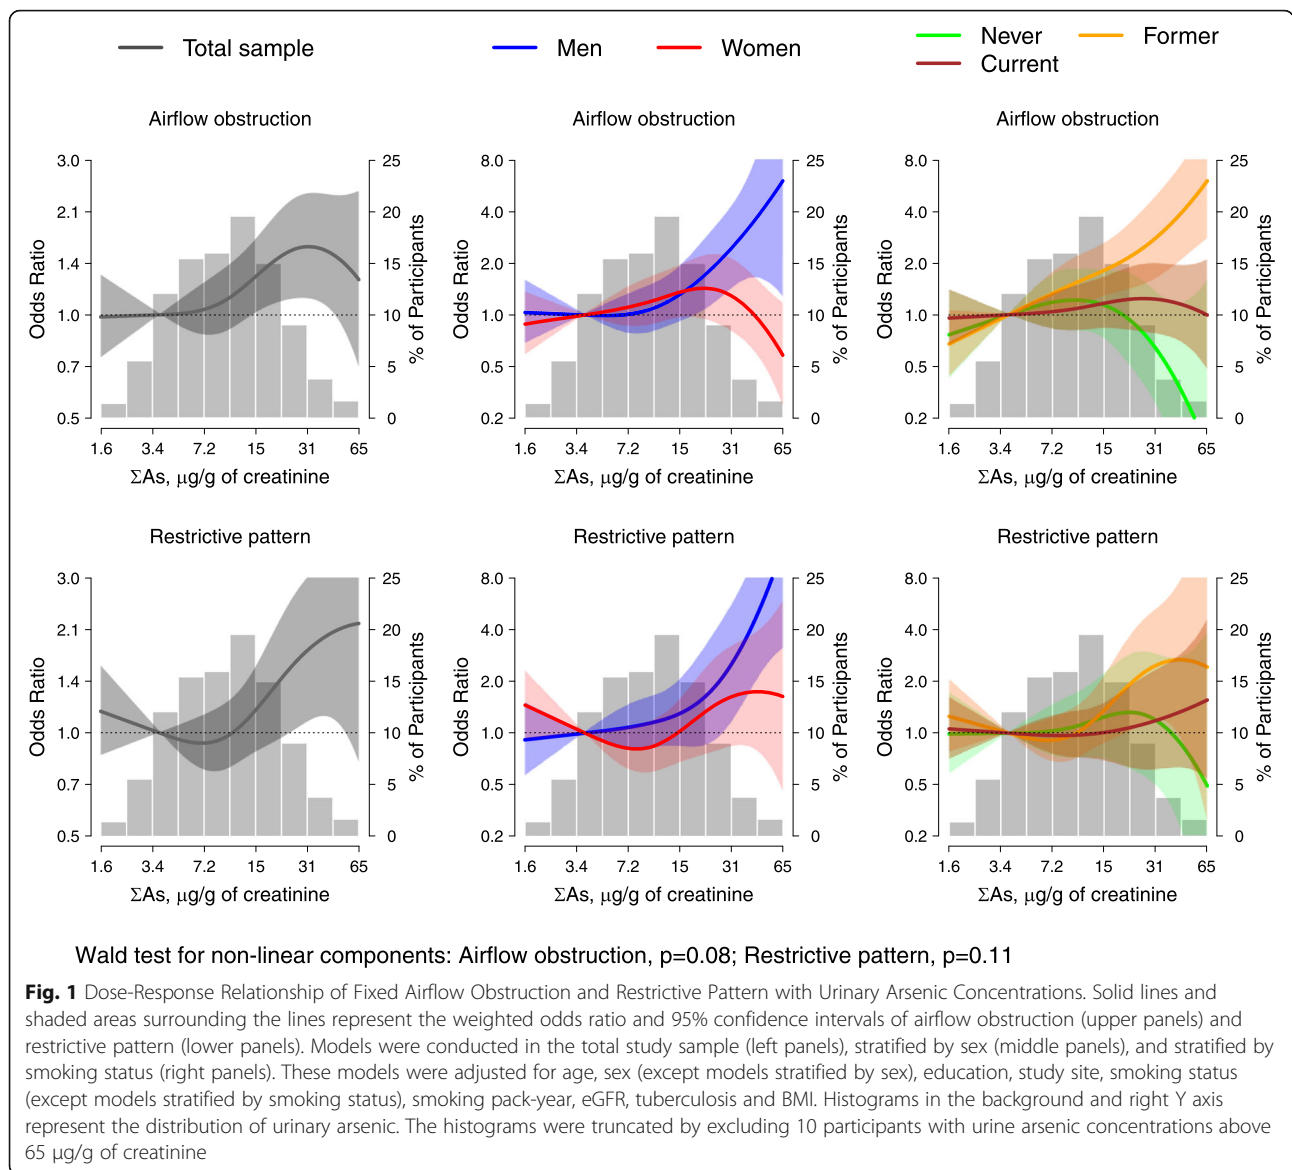 Total sample
Men
Women
Never
Former
Current
Airflow obstruction
Airflow obstruction
Airflow obstruction
3.0
2.1
1.4
1.0
0.7
0.5
Odds Ratio
25
20
15
10
5
0
% of Participants
1.6 3.4 7.2 15 31 65
ΣAs, μg/g of creatinine
8.0
4.0
2.0
1.0
0.5
0.2
Odds Ratio
25
20
15
10
5
0
% of Participants
1.6 3.4 7.2 15 31 65
ΣAs, μg/g of creatinine
8.0
4.0
2.0
1.0
0.5
0.2
Odds Ratio
25
20
15
10
5
0
% of Participants
1.6 3.4 7.2 15 31 65
ΣAs, μg/g of creatinine
Restrictive pattern
Restrictive pattern
Restrictive pattern
3.0
2.1
1.4
1.0
0.7
0.5
Odds Ratio
25
20
15
10
5
0
% of Participants
1.6 3.4 7.2 15 31 65
ΣAs, μg/g of creatinine
8.0
4.0
2.0
1.0
0.5
0.2
Odds Ratio
25
20
15
10
5
0
% of Participants
1.6 3.4 7.2 15 31 65
ΣAs, μg/g of creatinine
8.0
4.0
2.0
1.0
0.5
0.2
Odds Ratio
25
20
15
10
5
0
% of Participants
1.6 3.4 7.2 15 31 65
ΣAs, μg/g of creatinine
Wald test for non-linear components: Airflow obstruction, p=0.08; Restrictive pattern, p=0.11
Fig. 1 Dose-Response Relationship of Fixed Airflow Obstruction and Restrictive Pattern with Urinary Arsenic Concentrations. Solid lines and
shaded areas surrounding the lines represent the weighted odds ratio and 95% confidence intervals of airflow obstruction (upper panels) and
restrictive pattern (lower panels). Models were conducted in the total study sample (left panels), stratified by sex (middle panels), and stratified by
smoking status (right panels). These models were adjusted for age, sex (except models stratified by sex), education, study site, smoking status
(except models stratified by smoking status), smoking pack-year, eGFR, tuberculosis and BMI. Histograms in the background and right Y axis
represent the distribution of urinary arsenic. The histograms were truncated by excluding 10 participants with urine arsenic concentrations above
65 μg/g of creatinine